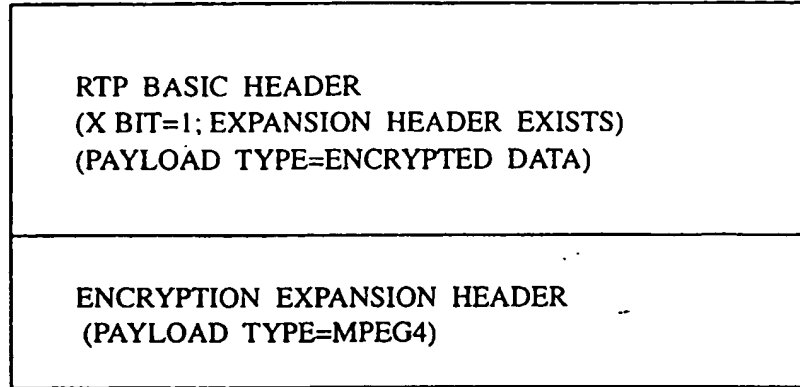 RTP BASIC HEADER
(X BIT=1; EXPANSION HEADER EXISTS)
(PAYLOAD TYPE=ENCRYPTED DATA)
ENCRYPTION EXPANSION HEADER
(PAYLOAD TYPE=MPEG4)